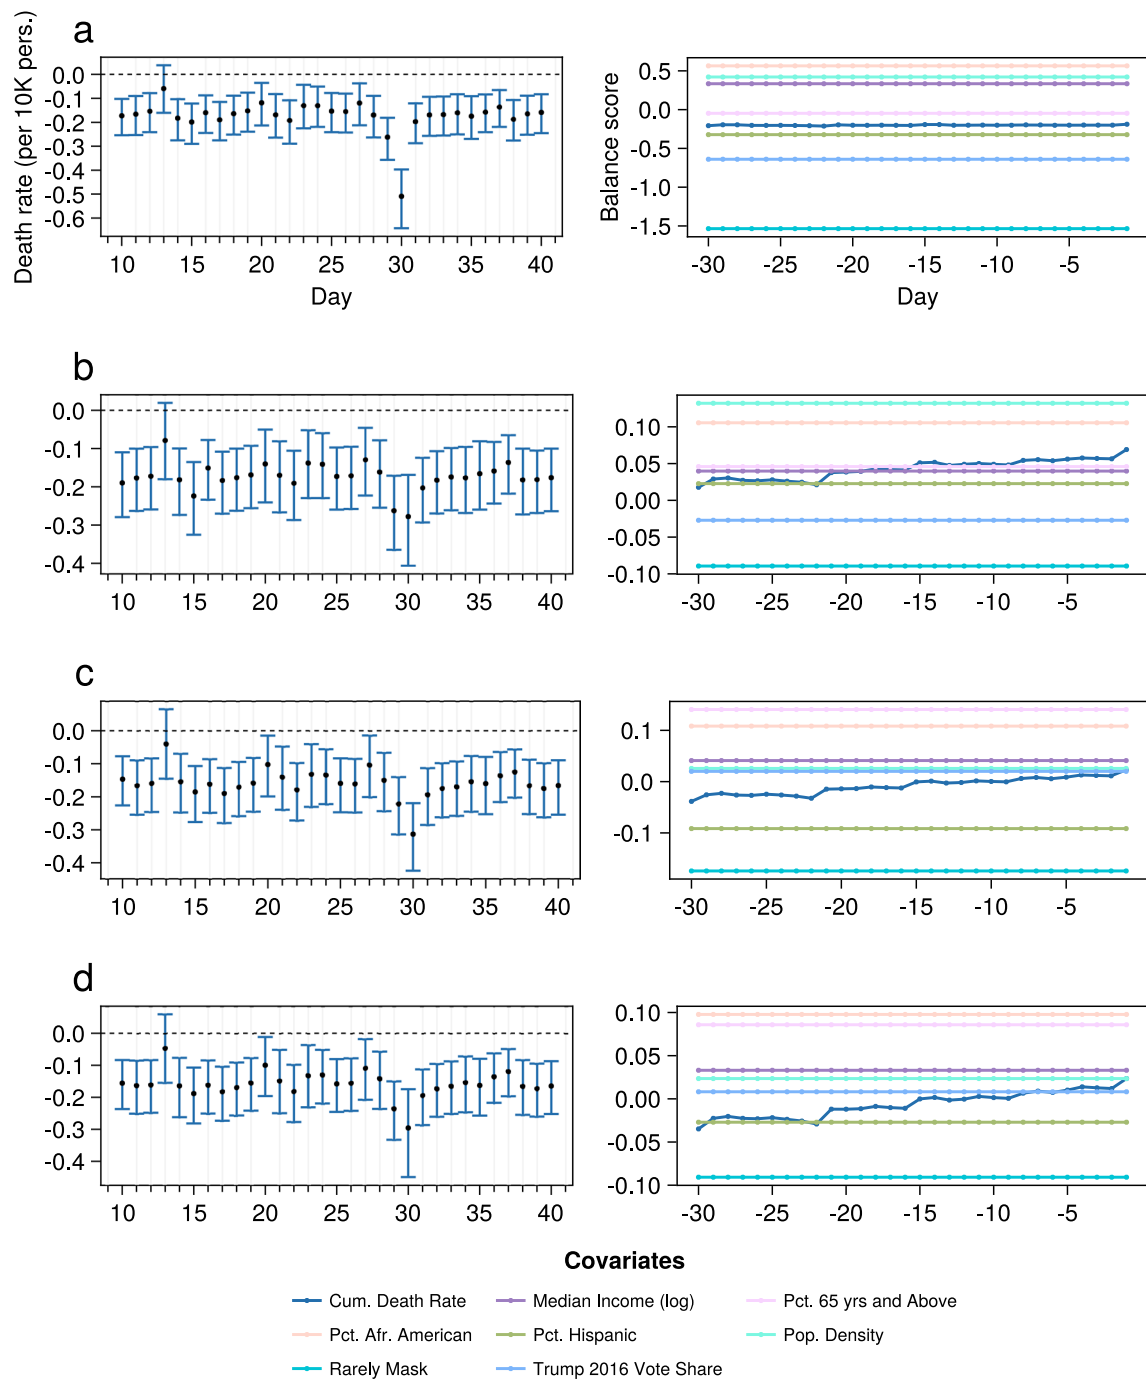 a
Death rate (per 10K pers.)
0.0
-0.1
-0.2
-0.3
-0.4
-0.5
-0.6
10 15 20 25 30 35 40
Day
Balance score
0.5
0.0
-0.5
-1.0
-1.5
-30 -25 -20 -15 -10 -5
Day
b
0.0
-0.1
-0.2
-0.3
-0.4
10 15 20 25 30 35 40
0.10
0.05
0.00
-0.05
-0.10
-30 -25 -20 -15 -10 -5
c
0.0
-0.1
-0.2
-0.3
-0.4
10 15 20 25 30 35 40
0.1
0.0
-0.1
-30 -25 -20 -15 -10 -5
d
0.0
-0.1
-0.2
-0.3
-0.4
10 15 20 25 30 35 40
0.10
0.05
0.00
-0.05
-0.10
-30 -25 -20 -15 -10 -5
Covariates
Cum. Death Rate Median Income (log) Pct. 65 yrs and Above
Pct. Afr. American Pct. Hispanic Pop. Density
Rarely Mask Trump 2016 Vote Share